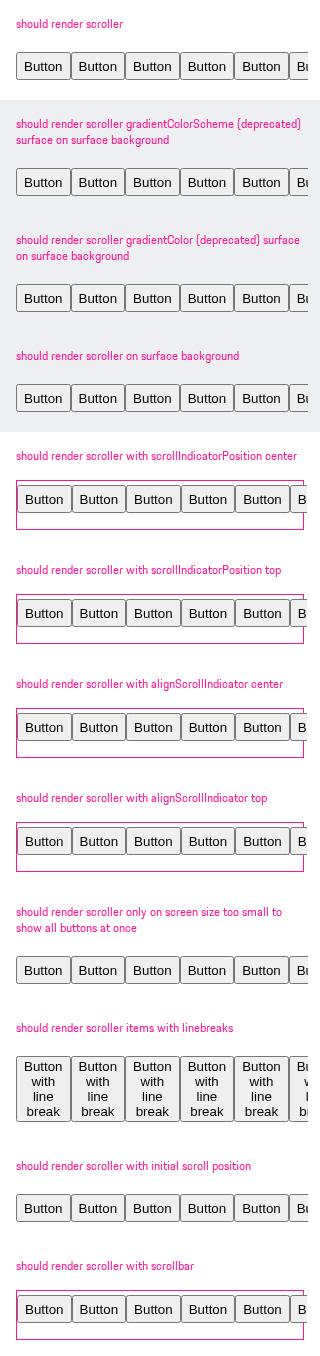 should render scroller
Button Button Button Button Button Bu
should render scroller gradientColorScheme (deprecated)
surface on surface background
Button Button Button Button Button Bu
should render scroller gradientColor (deprecated) surface
on surface background
Button Button Button Button Button Bu
should render scroller on surface background
Button Button Button Button Button Bu
should render scroller with scrollIndicatorPosition center
Button Button Button Button Button B
should render scroller with scrollIndicatorPosition top
Button Button Button Button Button B
should render scroller with alignScrollIndicator center
Button Button Button Button Button B
should render scroller with alignScrollIndicator top
Button Button Button Button Button B
should render scroller only on screen size too small to
show all buttons at once
Button Button Button Button Button Bu
should render scroller items with linebreaks
Button Button Button Button Button Bu
with with with with with w
line line line line line l
break break break break break br
should render scroller with initial scroll position
Button Button Button Button Button Bu
should render scroller with scrollbar
Button Button Button Button Button B